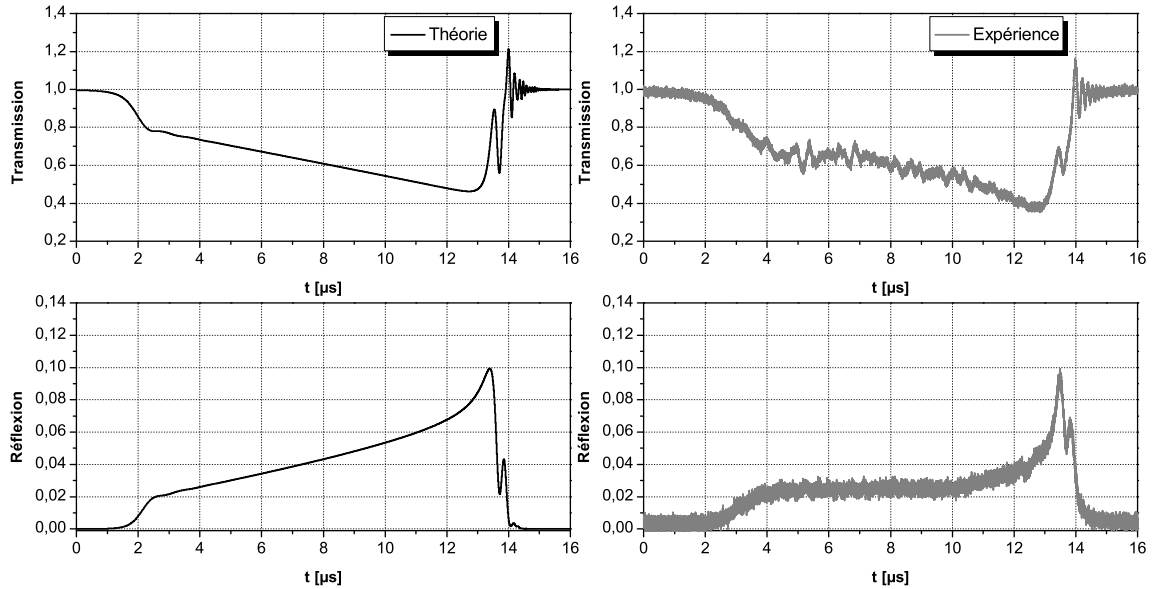 Théorie
1,4
1,2
1,0
0,8
0,6
0,4
0,2
Transmission
0 2 4 6 8 10 12 14 16
t [µs]
Expérience
1,4
1,2
1,0
0,8
0,6
0,4
0,2
Transmission
0 2 4 6 8 10 12 14 16
t [µs]
0,14
0,12
0,10
0,08
0,06
0,04
0,02
0,00
Réflexion
0 2 4 6 8 10 12 14 16
t [µs]
0,14
0,12
0,10
0,08
0,06
0,04
0,02
0,00
Réflexion
0 2 4 6 8 10 12 14 16
t [µs]